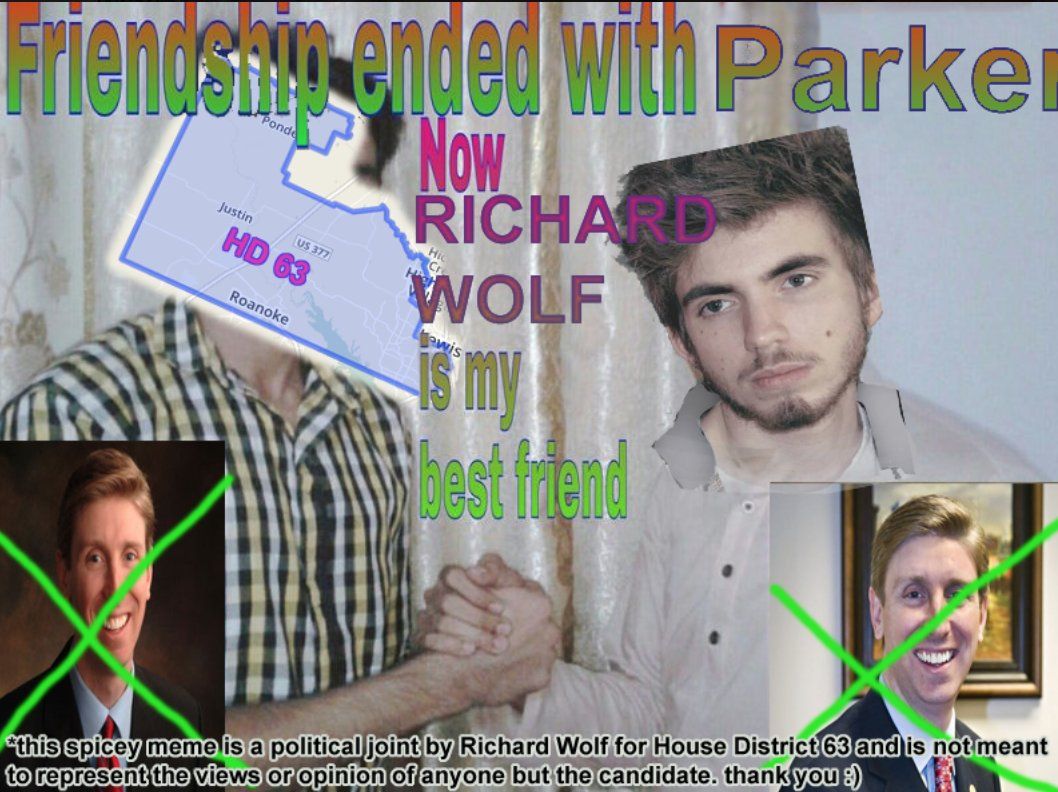 Friendship ended with Parker
Now
RICHARD
WOLF
is my
best friend
Ponde
Justin
US 377
HD 63
Roanoke
Lewis
*this spicey meme is a political joint by Richard Wolf for House District 63 and is not meant
to represent the views or opinion of anyone but the candidate. thank you :)